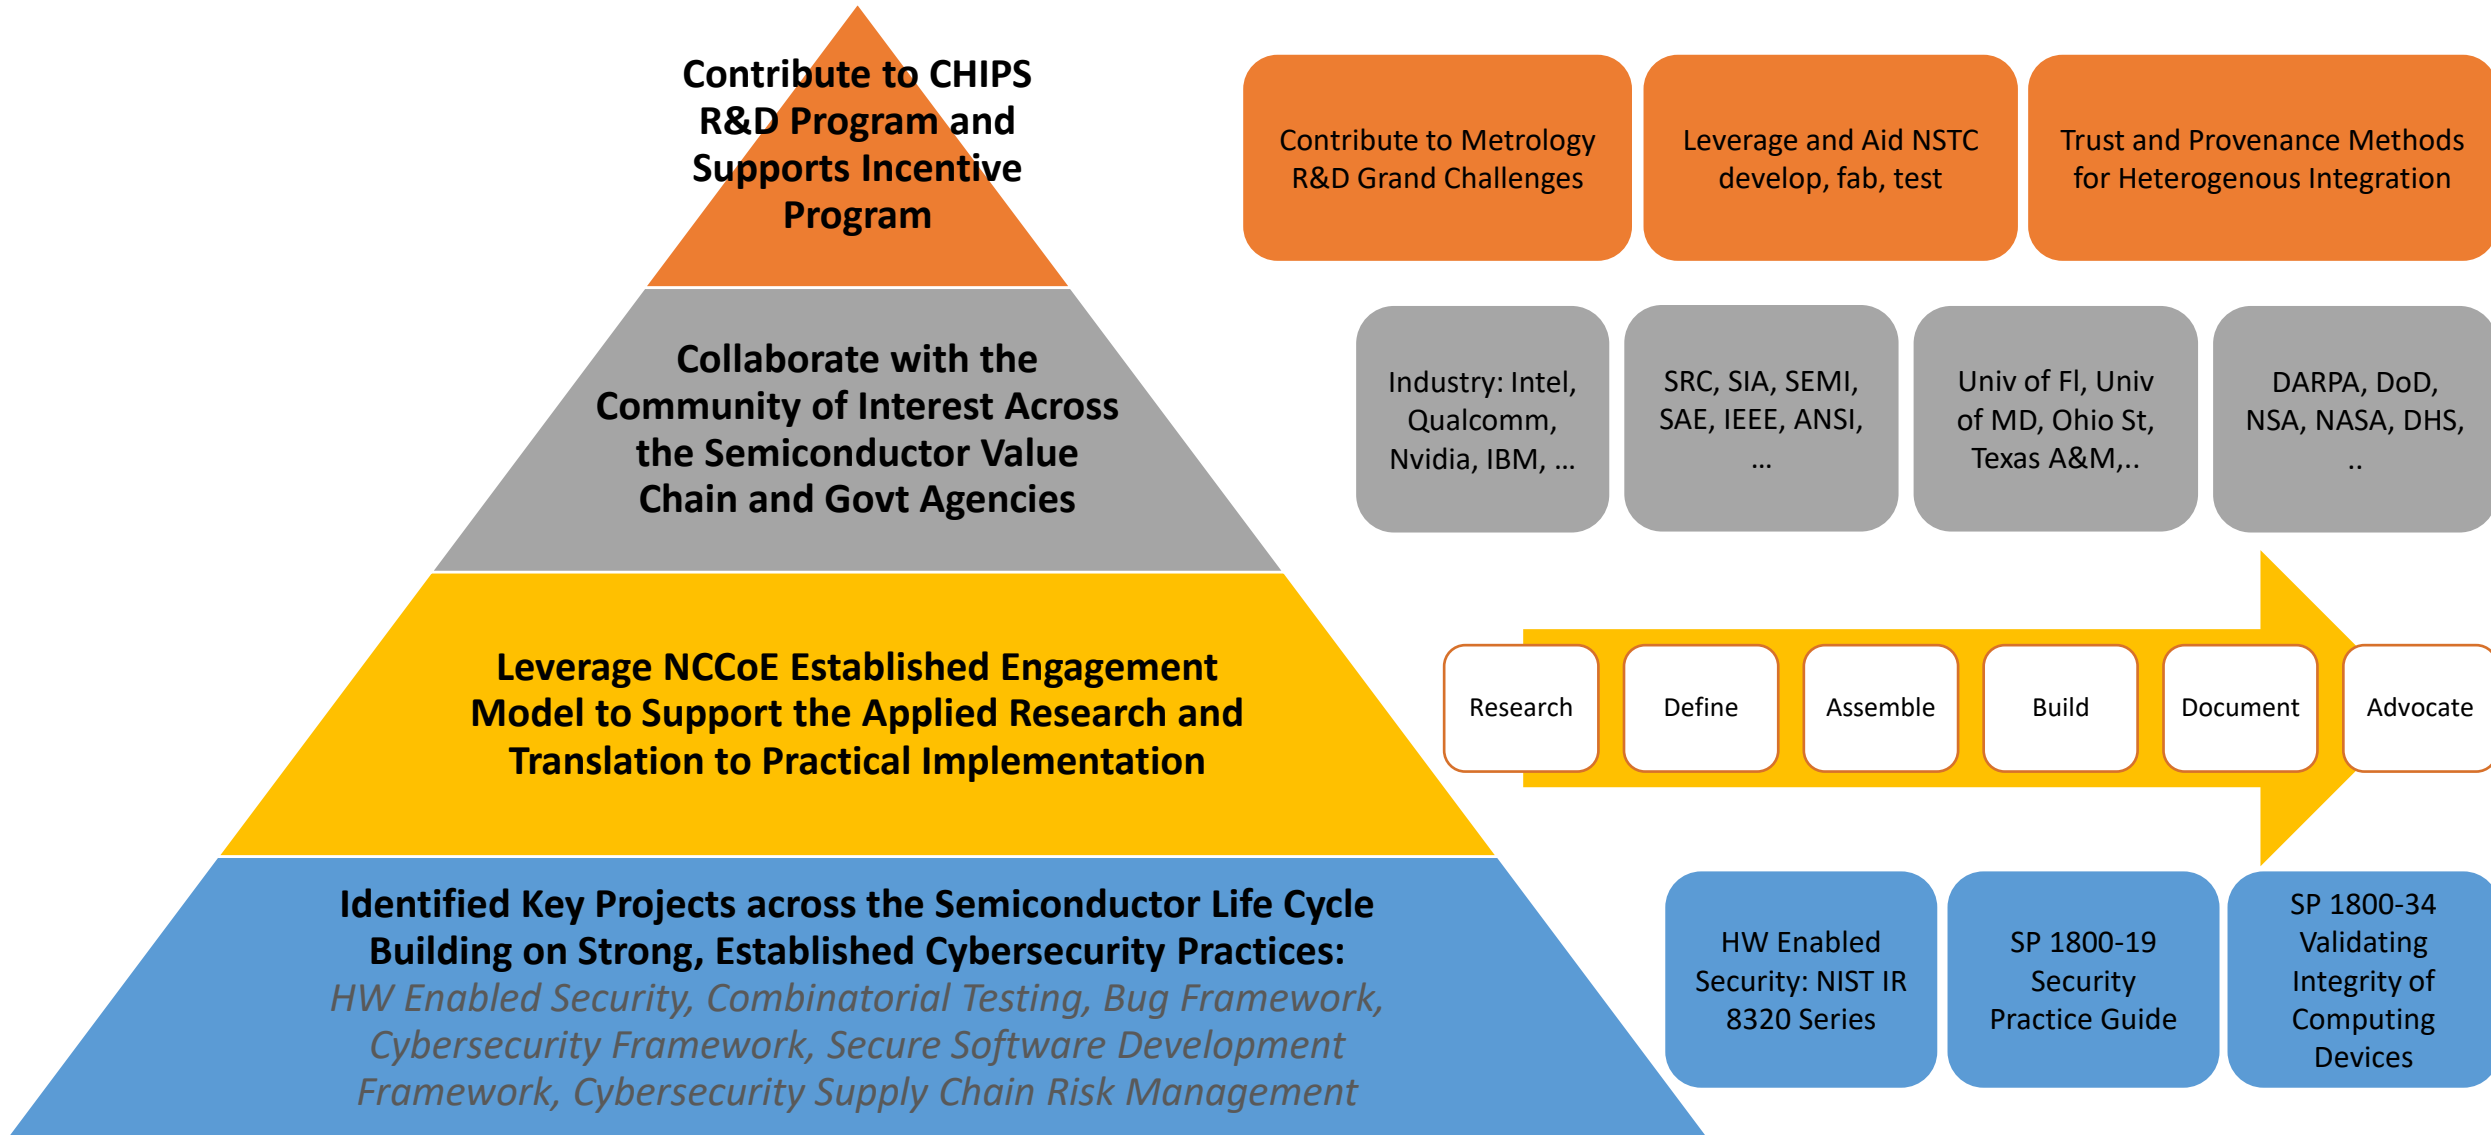 Contribute to CHIPS
R&D Program and
Supports Incentive
Program
Contribute to Metrology
R&D Grand Challenges
Leverage and Aid NSTC
develop, fab, test
Trust and Provenance Methods
for Heterogenous Integration
Collaborate with the
Community of Interest Across
the Semiconductor Value
Chain and Govt Agencies
Industry: Intel,
Qualcomm,
Nvidia, IBM, ...
SRC, SIA, SEMI,
SAE, IEEE, ANSI,
...
Univ of Fl, Univ
of MD, Ohio St,
Texas A&M,..
DARPA, DoD,
NSA, NASA, DHS,
..
Leverage NCCoE Established Engagement
Model to Support the Applied Research and
Translation to Practical Implementation
Research
Define
Assemble
Build
Document
Advocate
Identified Key Projects across the Semiconductor Life Cycle
Building on Strong, Established Cybersecurity Practices:
HW Enabled Security, Combinatorial Testing, Bug Framework,
Cybersecurity Framework, Secure Software Development
Framework, Cybersecurity Supply Chain Risk Management
HW Enabled
Security: NIST IR
8320 Series
SP 1800-19
Security
Practice Guide
SP 1800-34
Validating
Integrity of
Computing
Devices